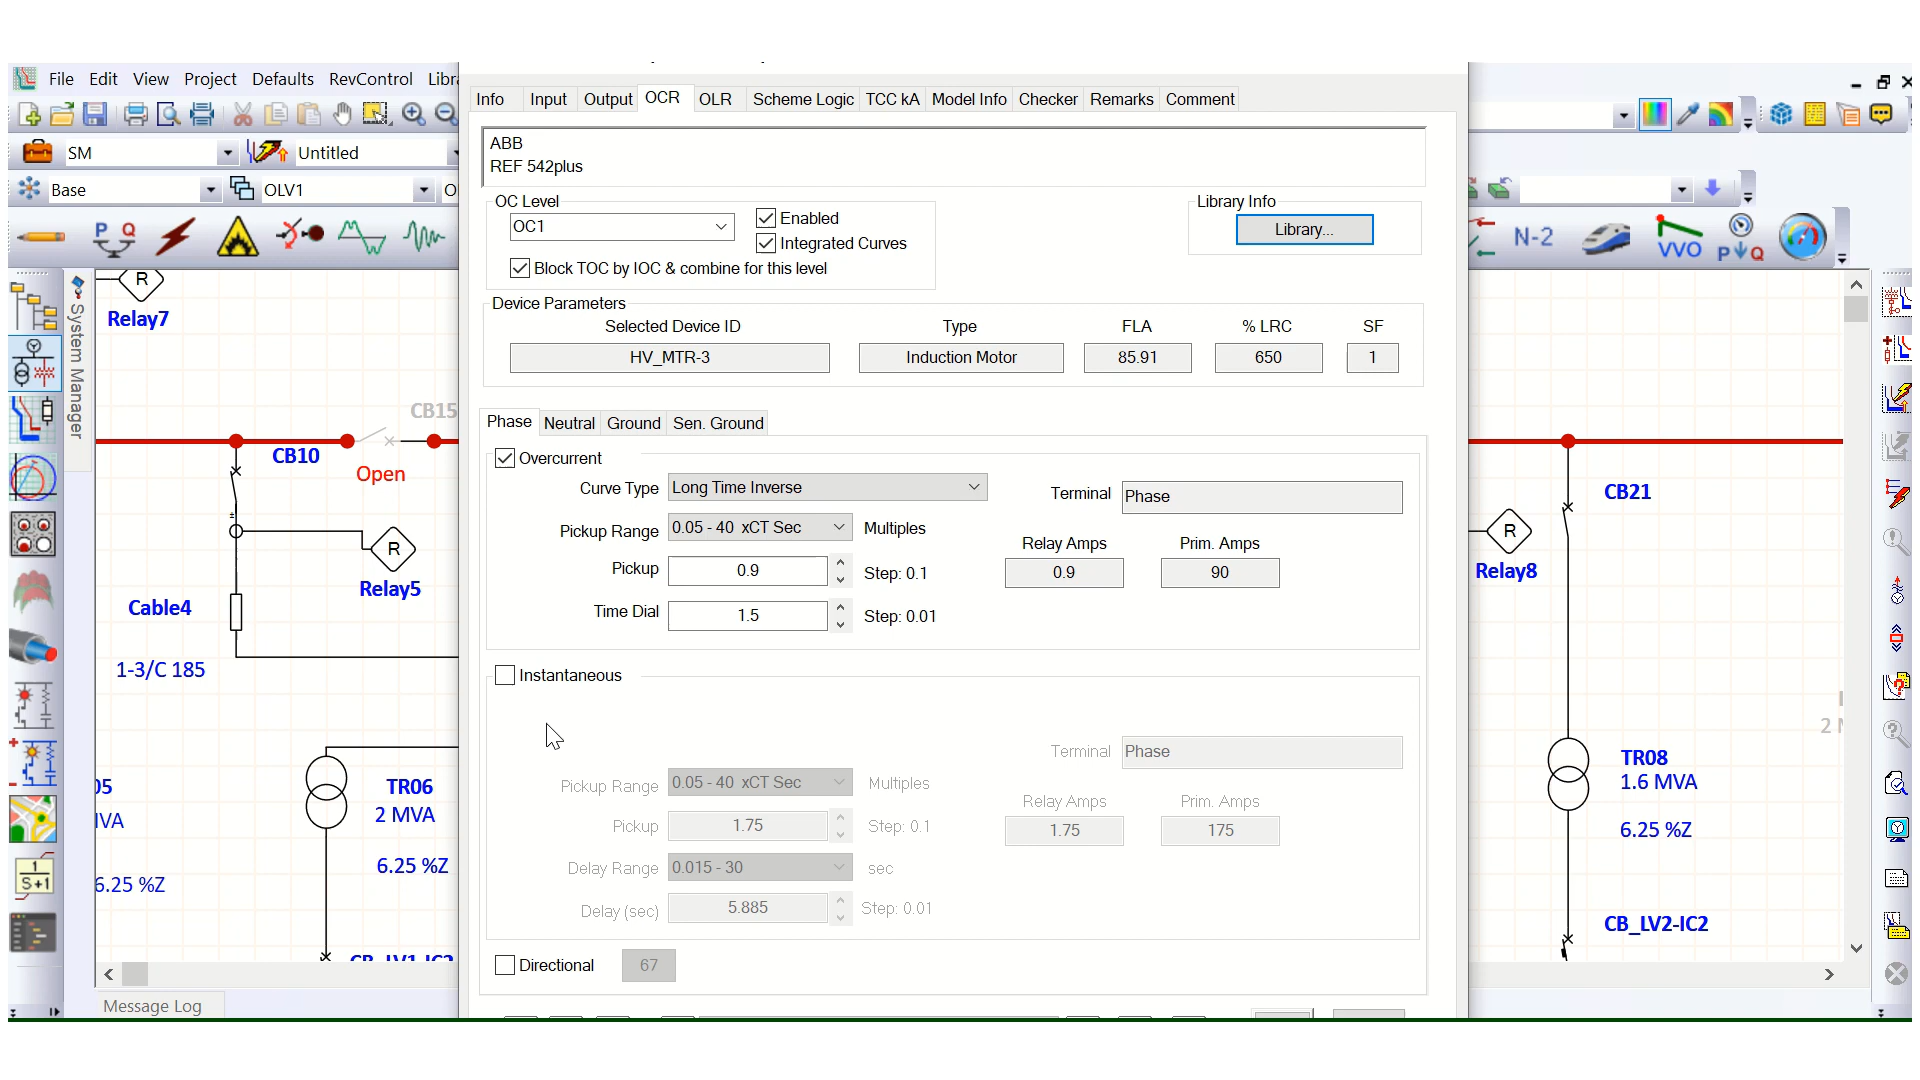 File Edit View Project Defaults RevControl
Info Input Output OCR OLR Scheme Logic TCC kA Model Info Checker Remarks Comment
SM Untitled
Base OLV1
P Q
N-2 VVO P Q
ABB
REF 542plus
OC Level
OC1
Enabled
Integrated Curves
Block TOC by IOC & combine for this level
Library Info
Library...
Device Parameters
Selected Device ID Type FLA % LRC SF
HV_MTR-3 Induction Motor 85.91 650 1
Phase Neutral Ground Sen. Ground
Overcurrent
Curve Type Long Time Inverse Terminal Phase
Pickup Range 0.05 - 40 xCT Sec Multiples Relay Amps Prim. Amps
Pickup 0.9 Step: 0.1 0.9 90
Time Dial 1.5 Step: 0.01
Instantaneous
Terminal Phase
Pickup Range 0.05 - 40 xCT Sec Multiples Relay Amps Prim. Amps
Pickup 1.75 Step: 0.1 1.75 175
Delay Range 0.015 - 30 sec
Delay (sec) 5.885 Step: 0.01
Directional 67
System Manager
R
Relay7
CB15
CB10
Open
R
Relay5
Cable4
1-3/C 185
TR06
2 MVA
6.25 %Z
6.25 %Z
1
S+1
CB_LV1-IC2
Message Log
CB21
R
Relay8
TR08
1.6 MVA
6.25 %Z
CB_LV2-IC2